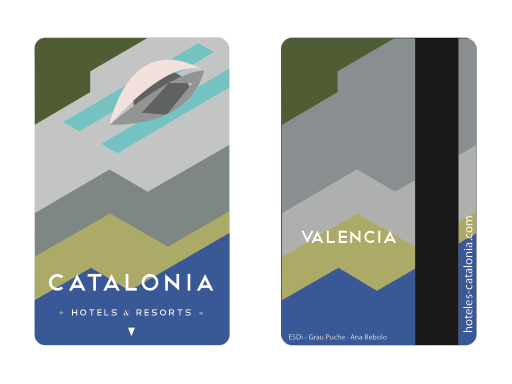 CATALONIA
HOTELS & RESORTS
VALENCIA
hoteles-catalonia.com
ESDi - Grau Puche - Ana Rebolo